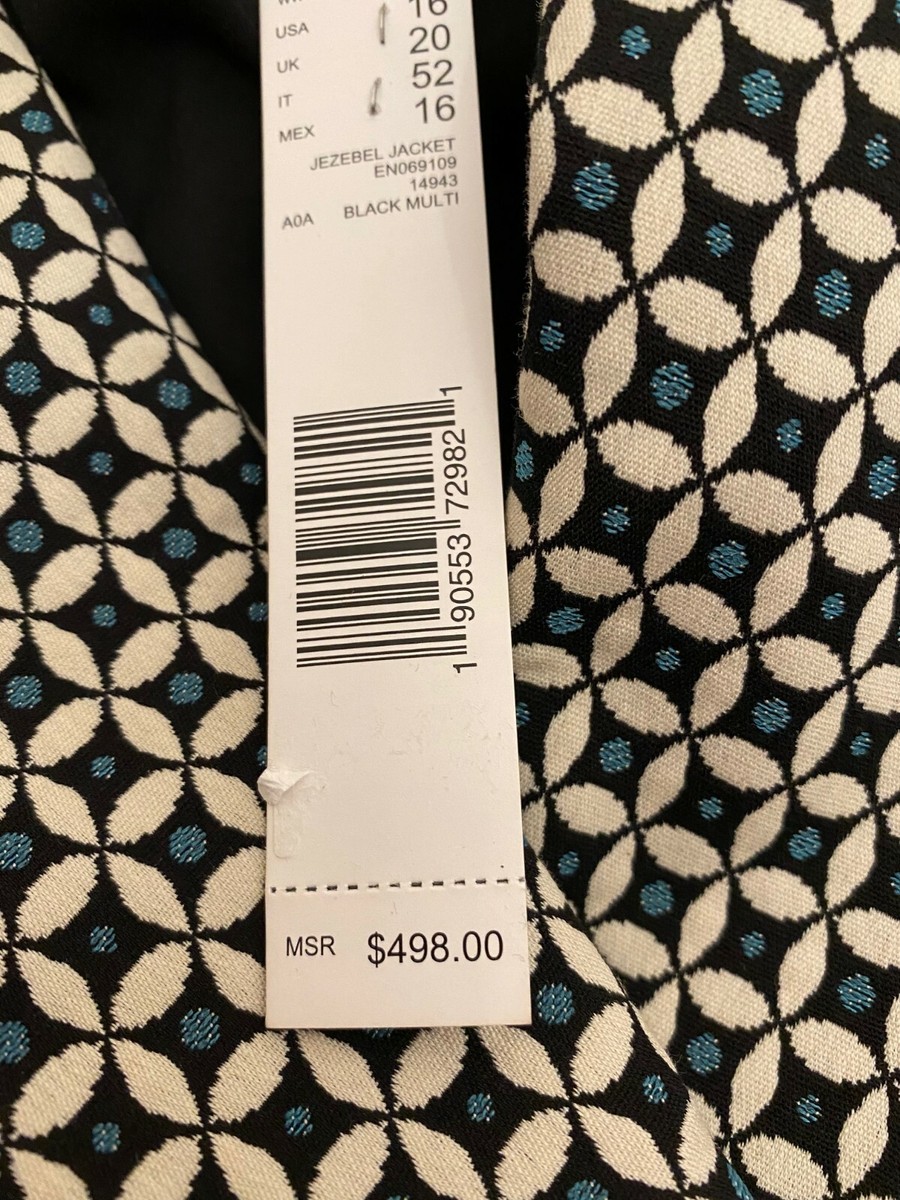 16
USA 20
UK 52
IT 16
MEX
JEZEBEL JACKET
EN069109
14943
A0A BLACK MULTI
1 90553 72982 1
MSR $498.00